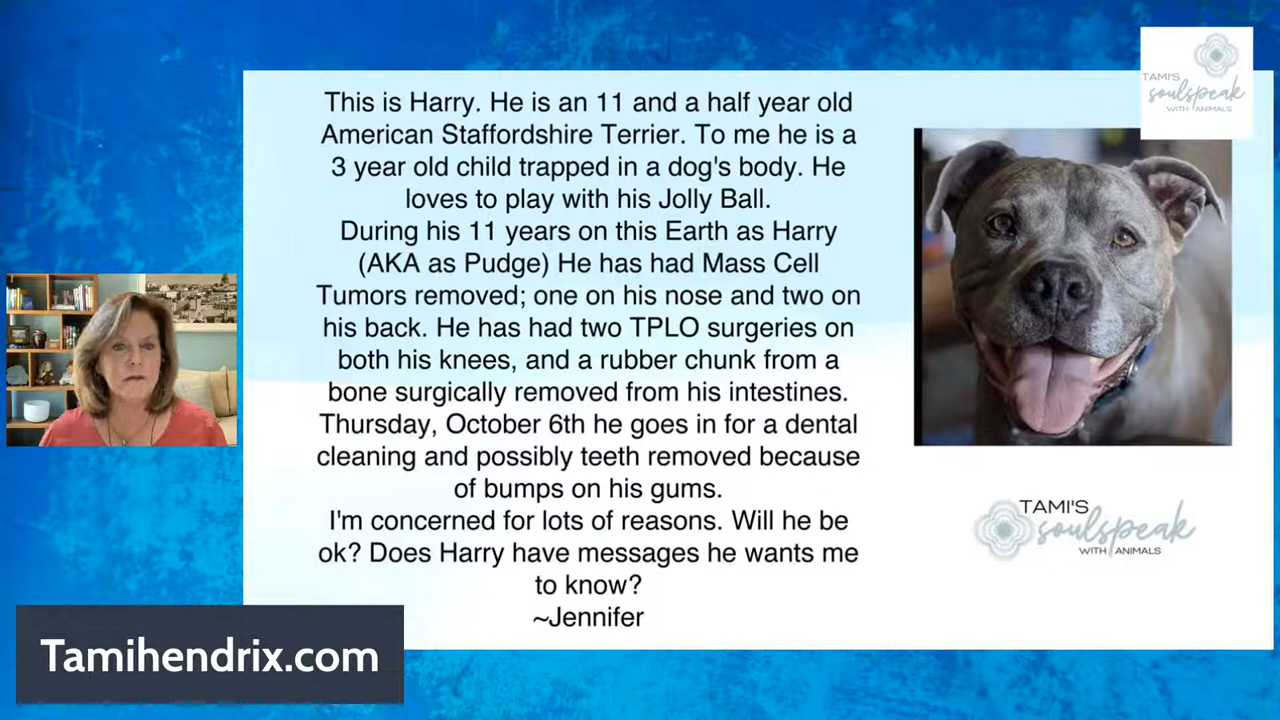 This is Harry. He is an 11 and a half year old
American Staffordshire Terrier. To me he is a
3 year old child trapped in a dog's body. He
loves to play with his Jolly Ball.
During his 11 years on this Earth as Harry
(AKA as Pudge) He has had Mass Cell
Tumors removed; one on his nose and two on
his back. He has had two TPLO surgeries on
both his knees, and a rubber chunk from a
bone surgically removed from his intestines.
Thursday, October 6th he goes in for a dental
cleaning and possibly teeth removed because
of bumps on his gums.
I'm concerned for lots of reasons. Will he be
ok? Does Harry have messages he wants me
to know?
~Jennifer
TAMI'S
soulspeak
WITH ANIMALS
TAMI'S
soulspeak
WITH ANIMALS
Tamihendrix.com